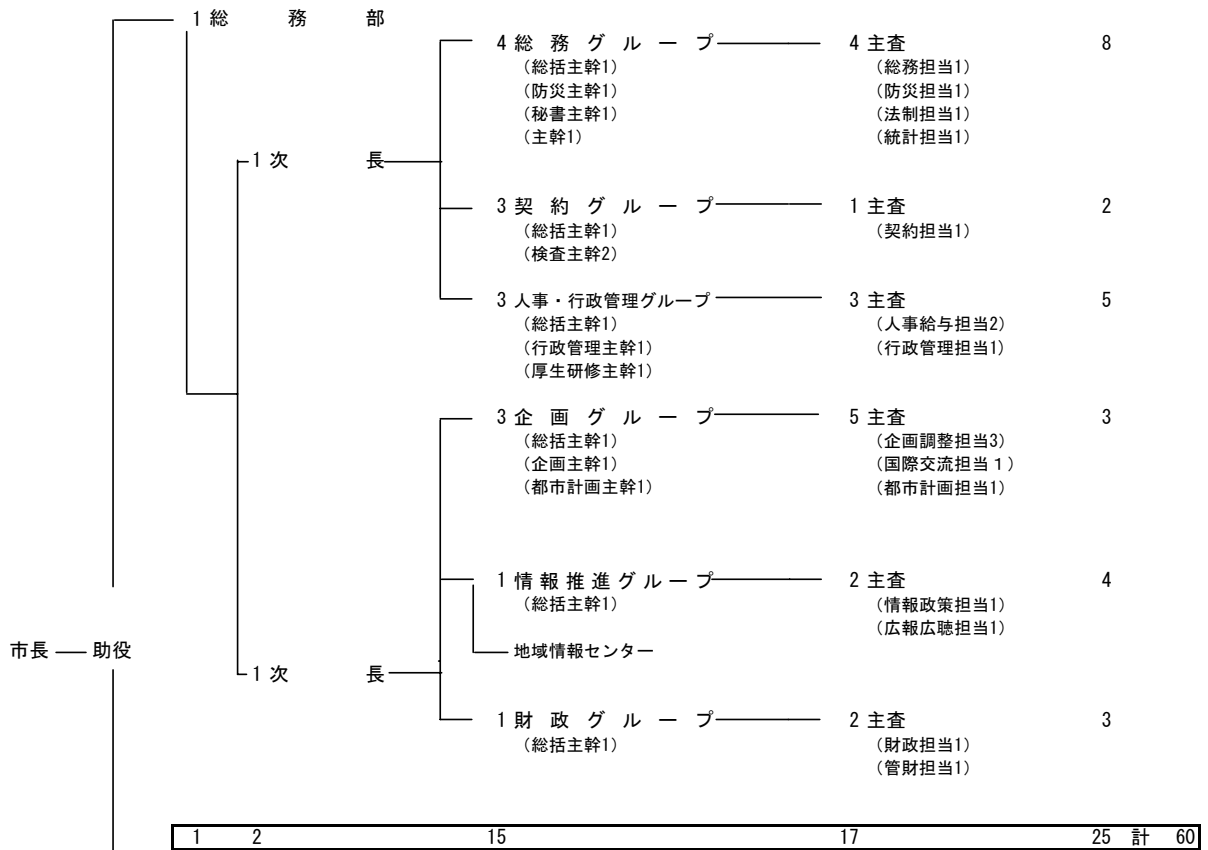 1 総務部
4 総務グループ 4 主査 8
(総括主幹1) (総務担当1)
(防災主幹1) (防災担当1)
(秘書主幹1) (法制担当1)
(主幹1) (統計担当1)
1 次長
3 契約グループ 1 主査 2
(総括主幹1) (契約担当1)
(検査主幹2)
3 人事・行政管理グループ 3 主査 5
(総括主幹1) (人事給与担当2)
(行政管理主幹1) (行政管理担当1)
(厚生研修主幹1)
3 企画グループ 5 主査 3
(総括主幹1) (企画調整担当3)
(企画主幹1) (国際交流担当１)
(都市計画主幹1) (都市計画担当1)
1 情報推進グループ 2 主査 4
(総括主幹1) (情報政策担当1)
(広報広聴担当1)
市長 助役 地域情報センター
1 次長
1 財政グループ 2 主査 3
(総括主幹1) (財政担当1)
(管財担当1)
1 2 15 17 25 計 60